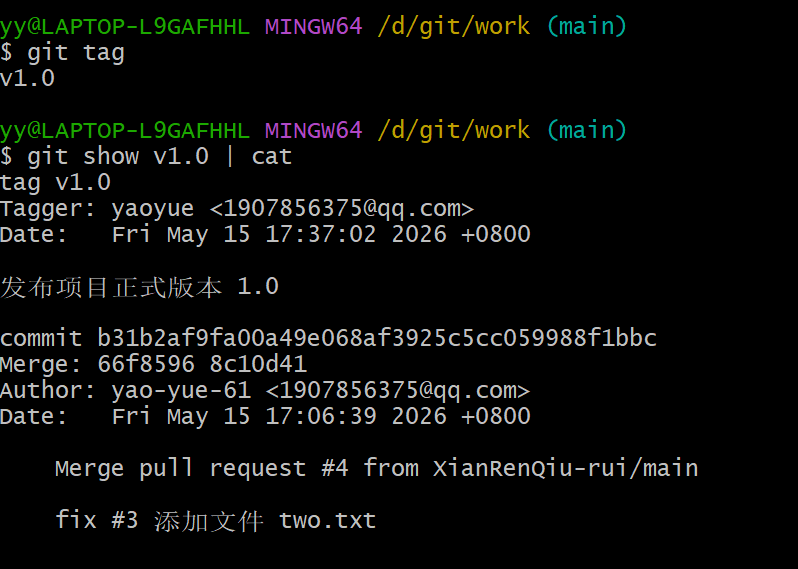 yy@LAPTOP-L9GAFHHL MINGW64 /d/git/work (main)
$ git tag
v1.0
yy@LAPTOP-L9GAFHHL MINGW64 /d/git/work (main)
$ git show v1.0 | cat
tag v1.0
Tagger: yaoyue <1907856375@qq.com>
Date:   Fri May 15 17:37:02 2026 +0800
发布项目正式版本 1.0
commit b31b2af9fa00a49e068af3925c5cc059988f1bbc
Merge: 66f8596 8c10d41
Author: yao-yue-61 <1907856375@qq.com>
Date:   Fri May 15 17:06:39 2026 +0800
    Merge pull request #4 from XianRenQiu-rui/main
    fix #3 添加文件 two.txt